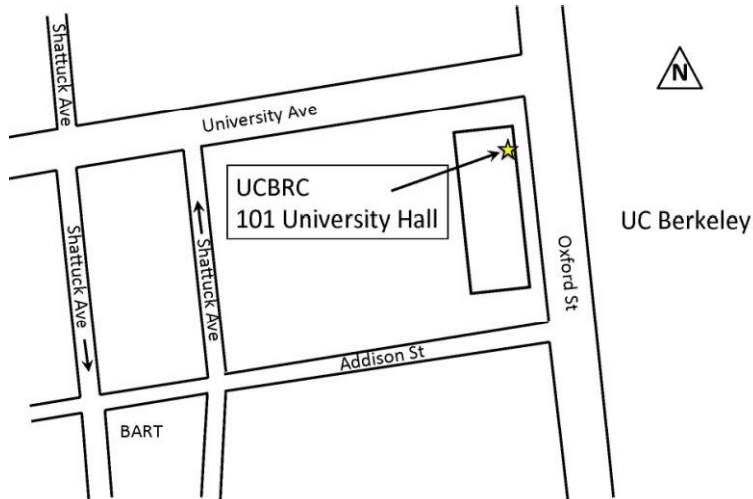 Shattuck Ave
University Ave
N
UCBRC
101 University Hall
UC Berkeley
Shattuck Ave
Shattuck Ave
Oxford St
Addison St
BART